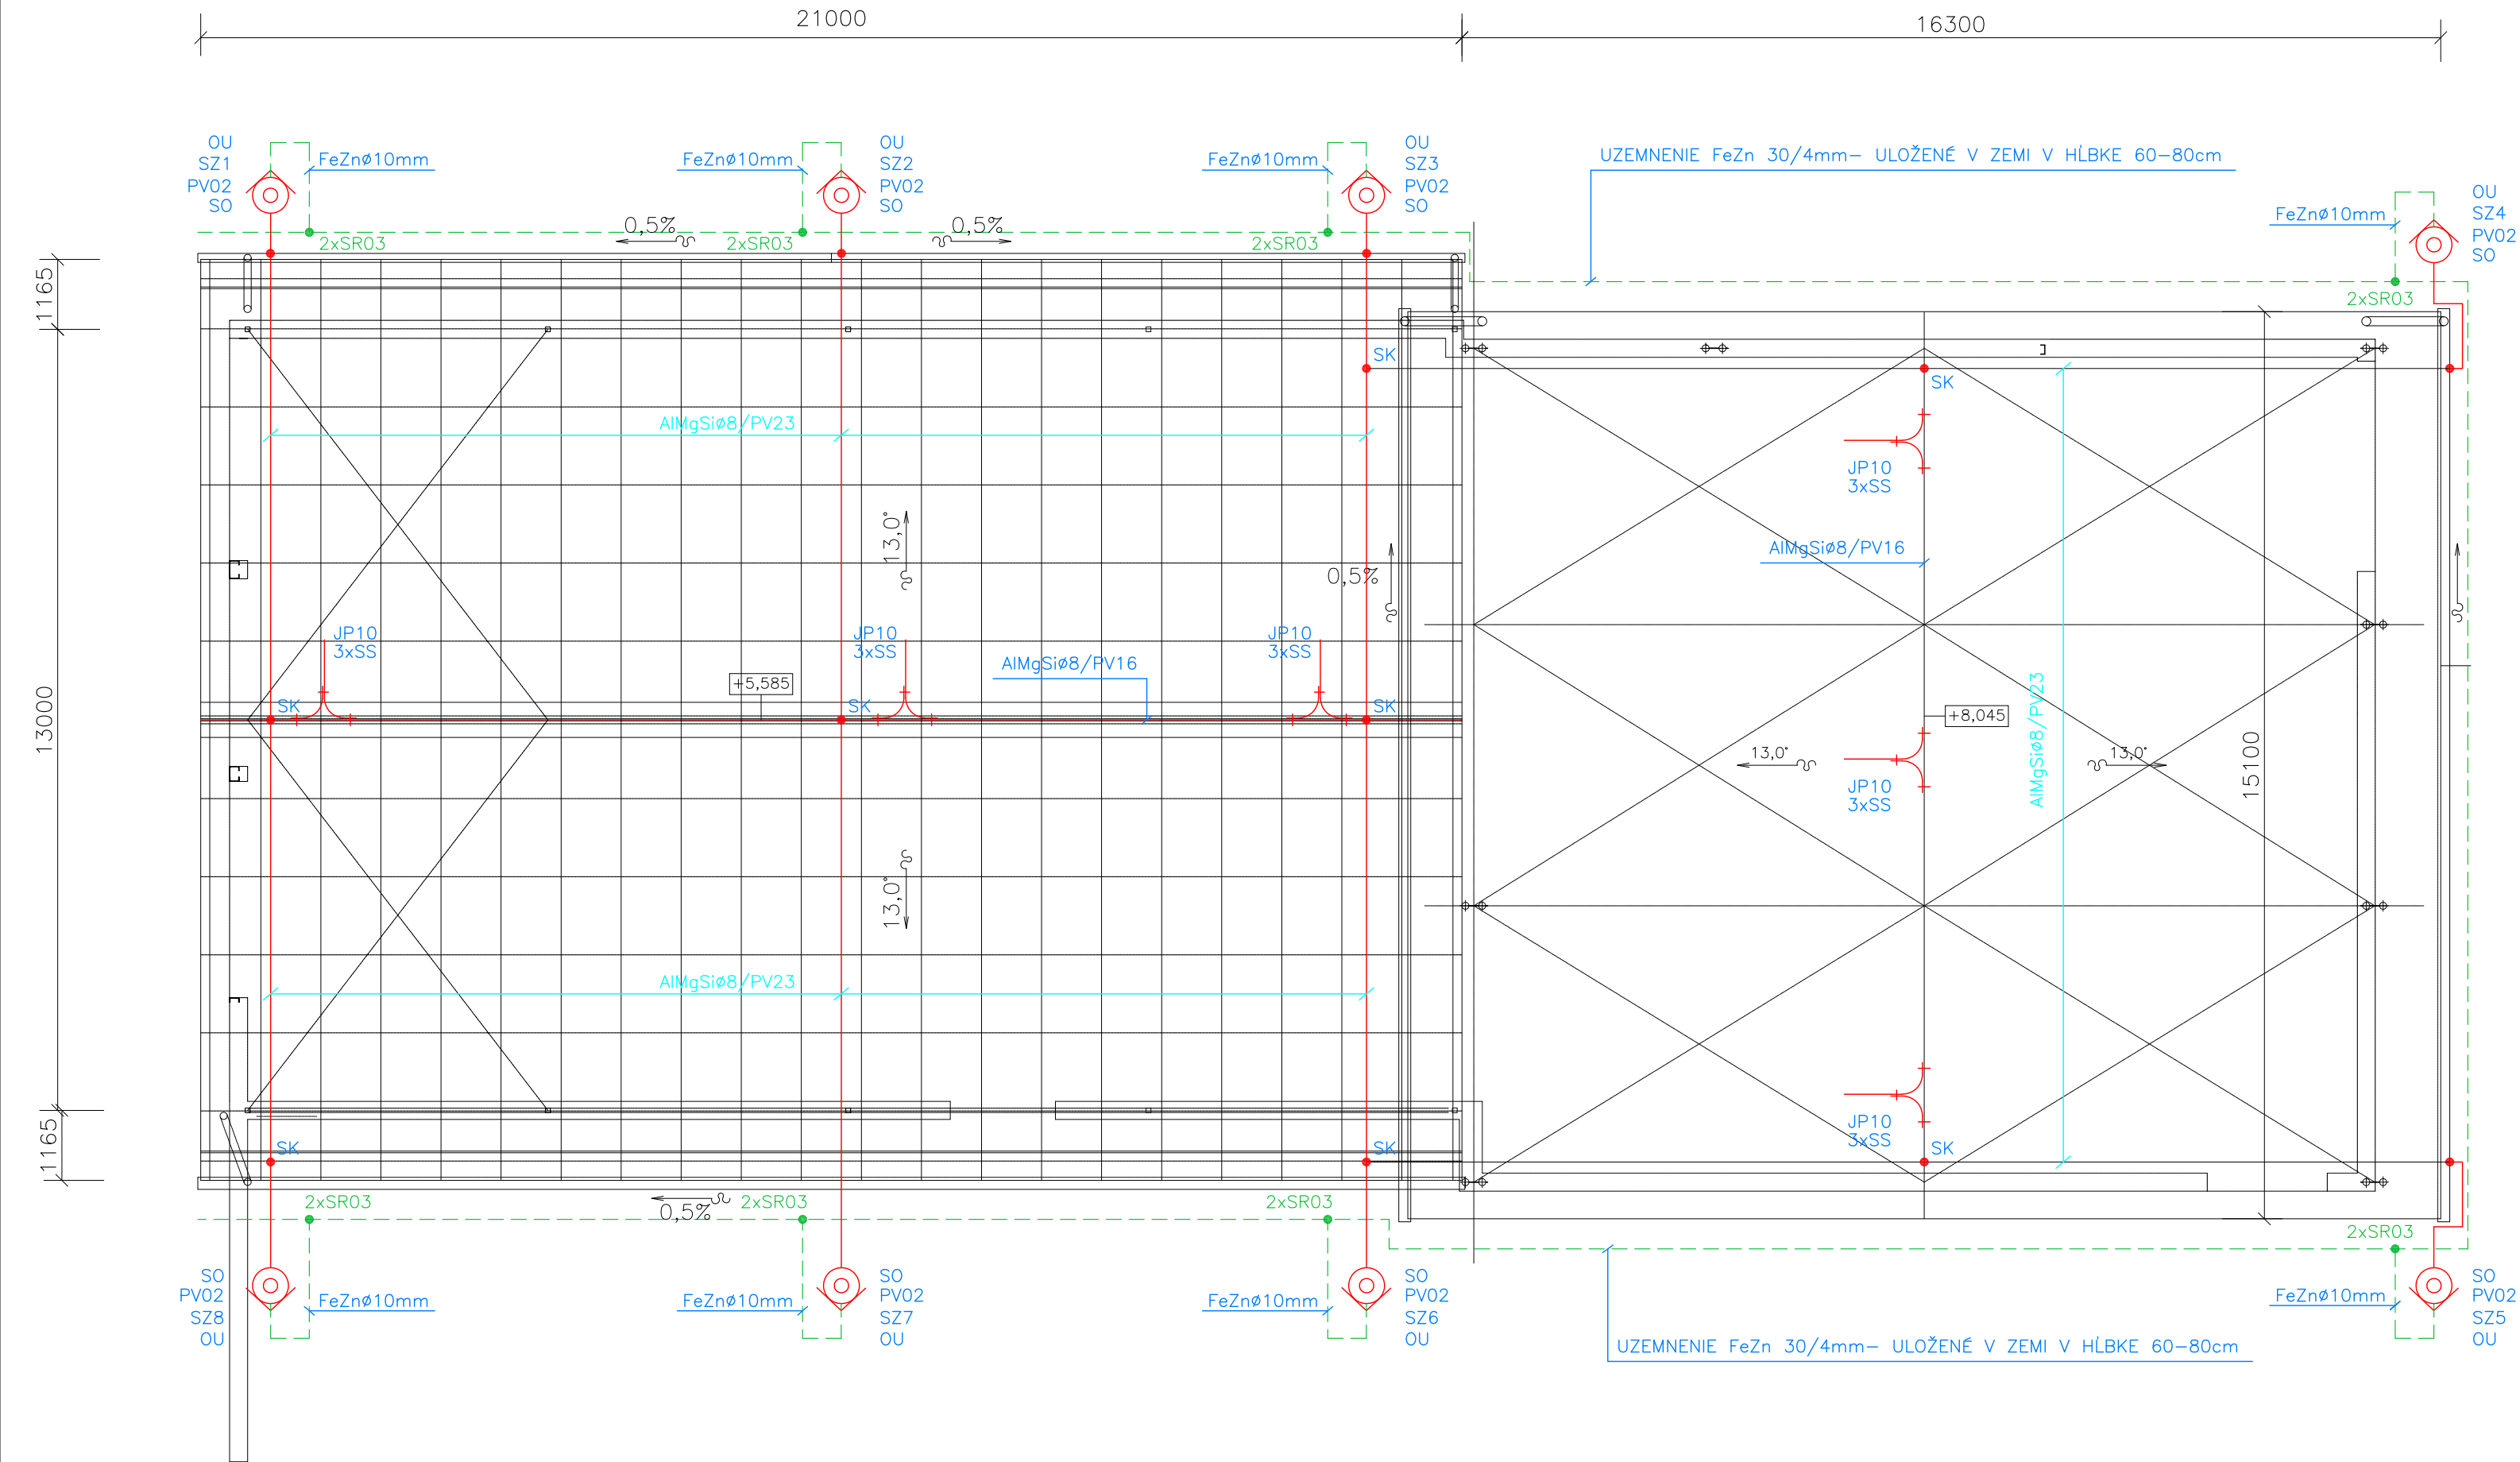 21000
16300
OU
SZ1
PV02
SO
FeZnø10mm
FeZnø10mm
OU
SZ2
PV02
SO
FeZnø10mm
OU
SZ3
PV02
SO
UZEMNENIE FeZn 30/4mm- ULOŽENÉ V ZEMI V HĹBKE 60-80cm
FeZnø10mm
OU
SZ4
PV02
SO
2xSR03
0,5%
2xSR03
0,5%
2xSR03
2xSR03
1165
SK
SK
AlMgSiø8/PV23
JP10
3xSS
13,0°
AlMgSiø8/PV16
0,5%
JP10
3xSS
JP10
3xSS
JP10
3xSS
AlMgSiø8/PV16
+5,585
SK
SK
SK
13000
AlMgSiø8/PV23
+8,045
13,0°
13,0°
15100
JP10
3xSS
13,0°
AlMgSiø8/PV23
JP10
3xSS
1165
SK
SK
SK
2xSR03
0,5%
2xSR03
2xSR03
2xSR03
SO
PV02
SZ8
OU
FeZnø10mm
FeZnø10mm
SO
PV02
SZ7
OU
FeZnø10mm
SO
PV02
SZ6
OU
UZEMNENIE FeZn 30/4mm- ULOŽENÉ V ZEMI V HĹBKE 60-80cm
FeZnø10mm
SO
PV02
SZ5
OU